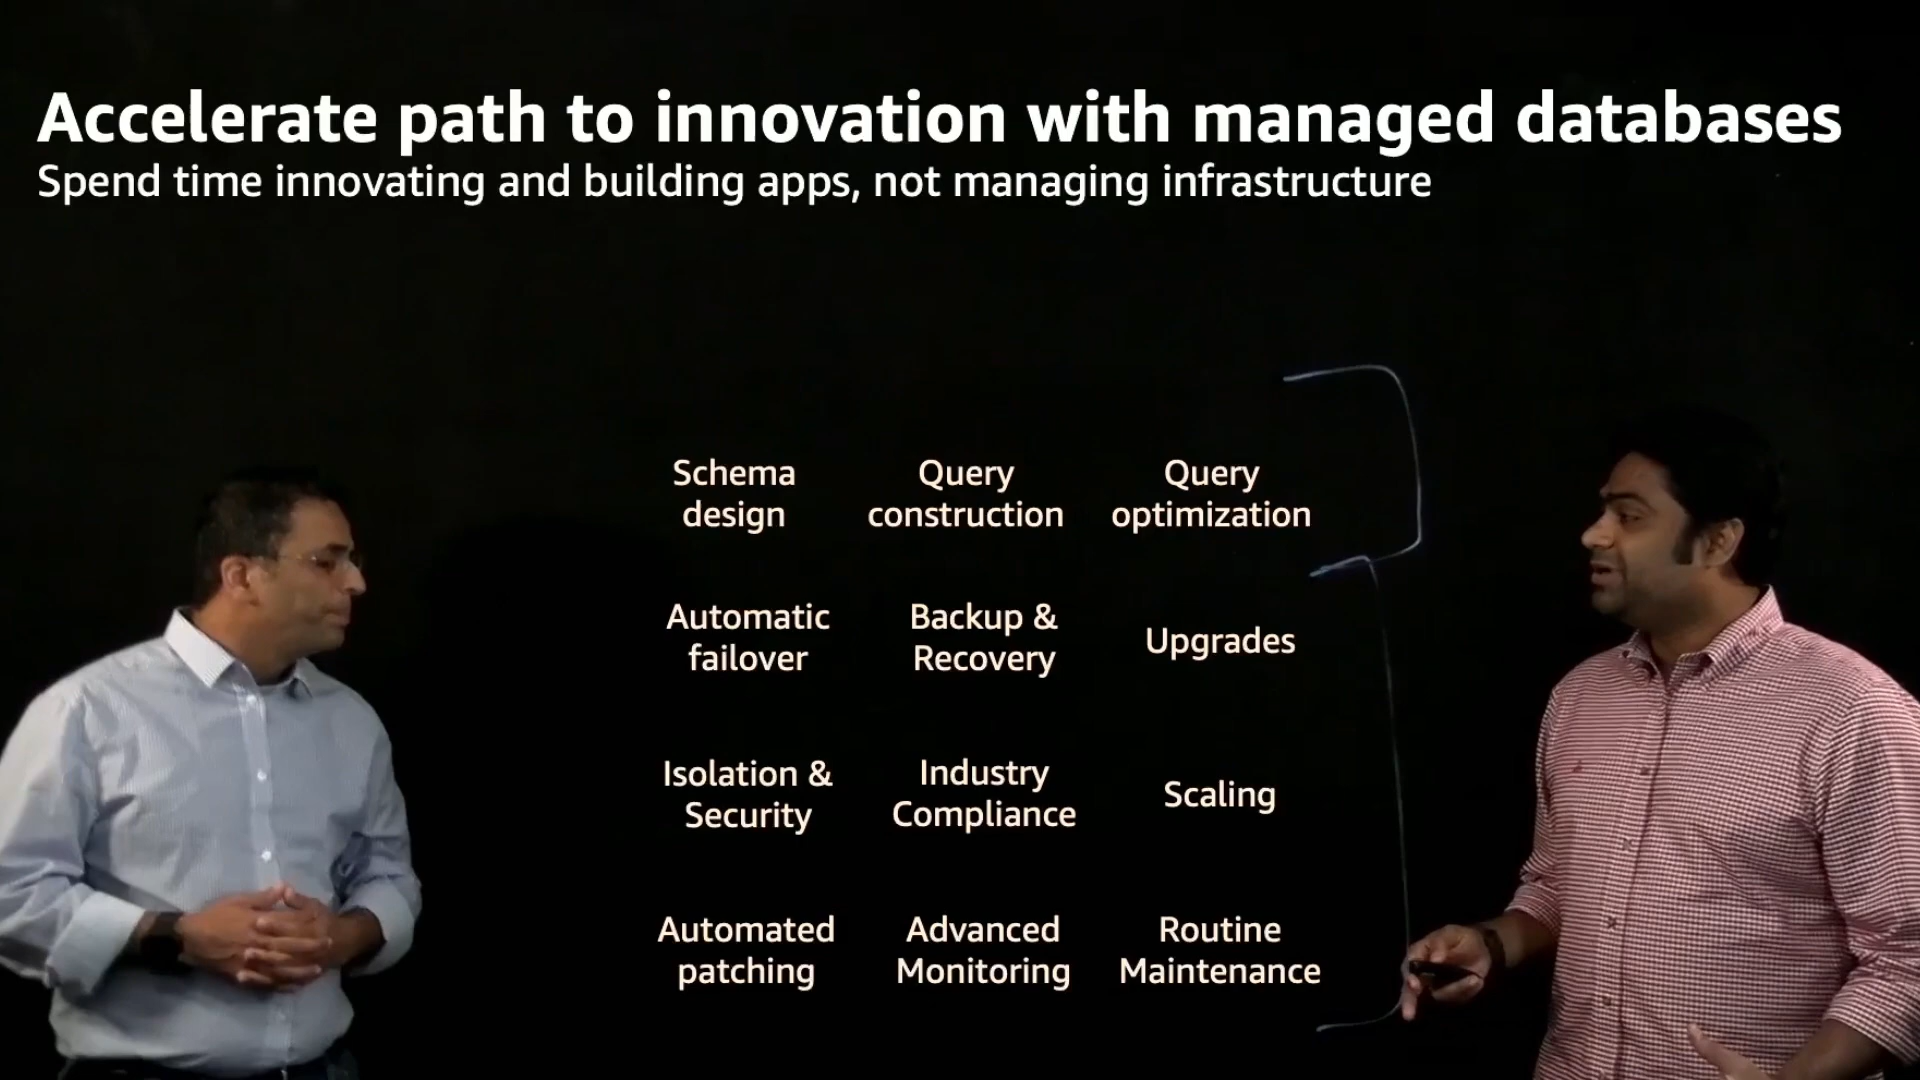 Accelerate path to innovation with managed databases
Spend time innovating and building apps, not managing infrastructure
Schema
design
Query
construction
Query
optimization
Automatic
failover
Backup &
Recovery
Upgrades
Isolation &
Security
Industry
Compliance
Scaling
Automated
patching
Advanced
Monitoring
Routine
Maintenance